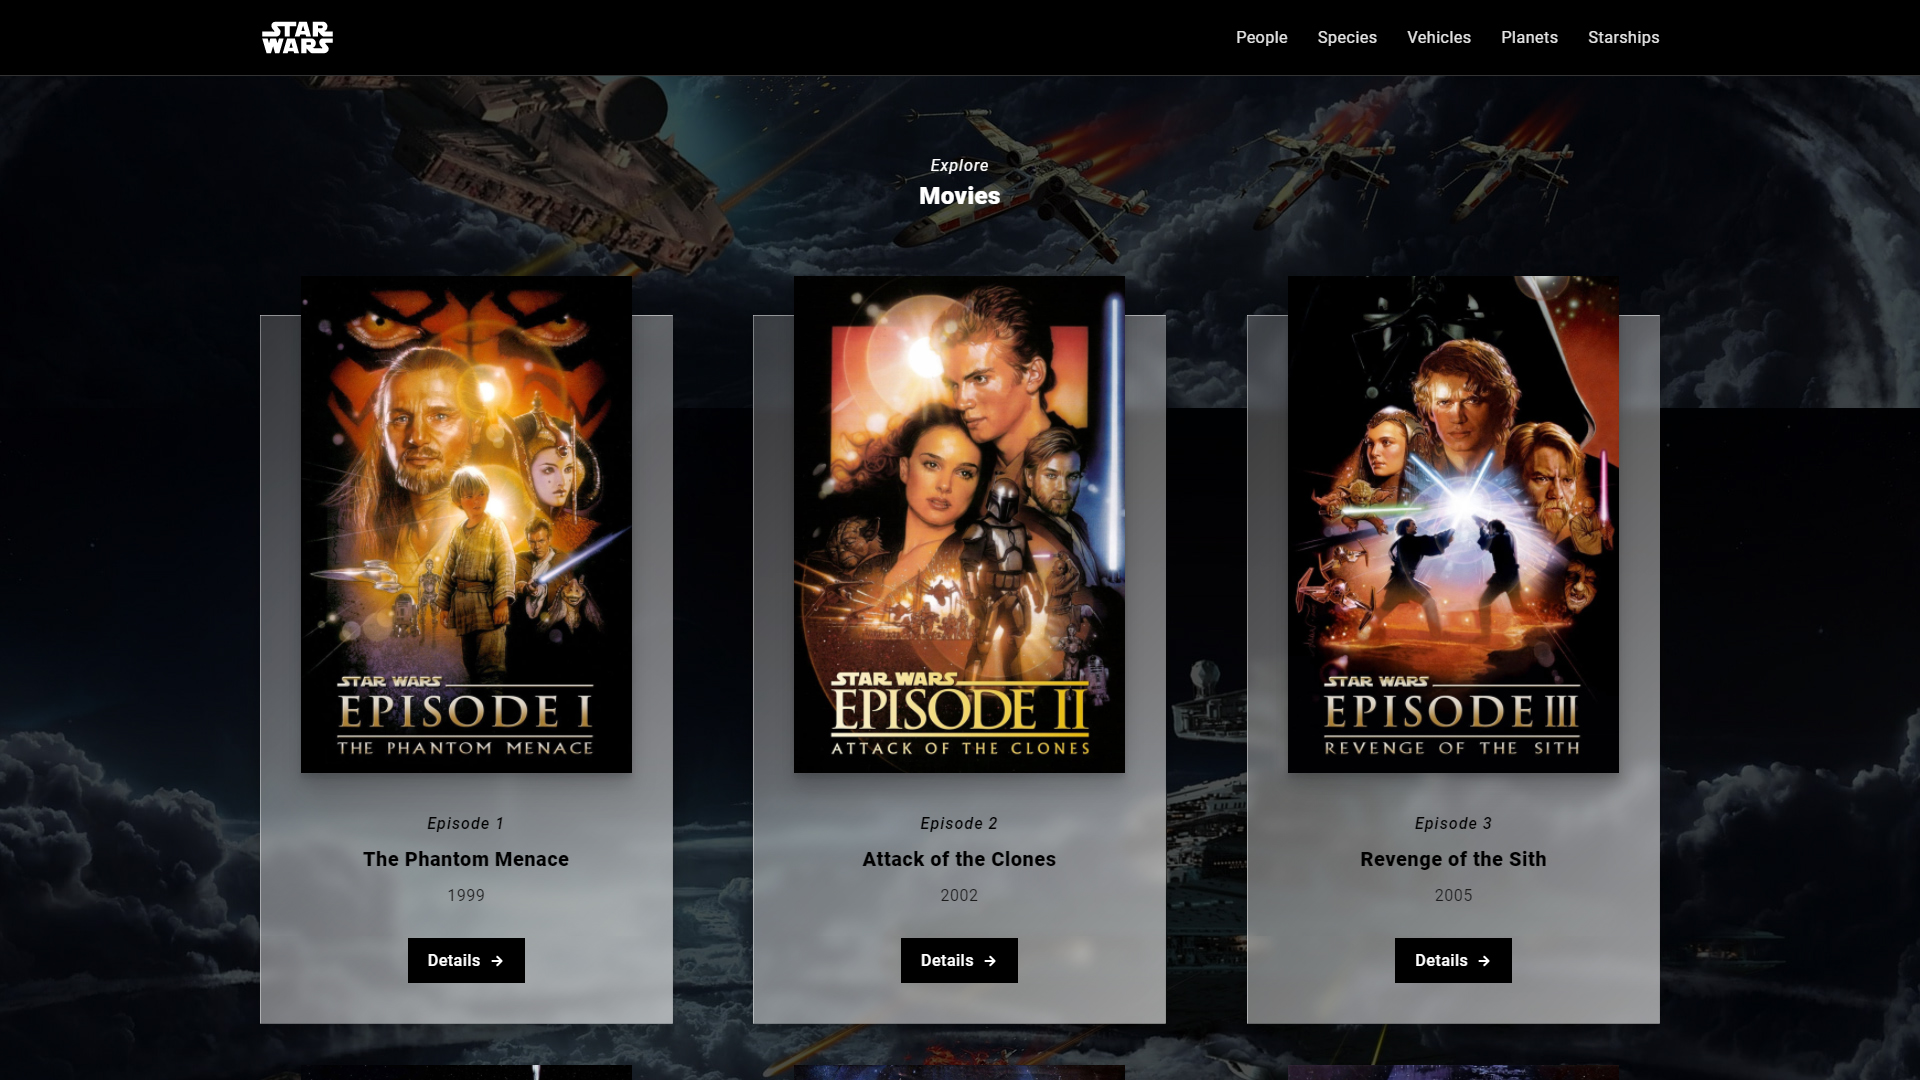 STAR
WARS
People
Species
Vehicles
Planets
Starships
Explore
Movies
STAR WARS
EPISODE I
THE PHANTOM MENACE
STAR WARS
EPISODE II
ATTACK OF THE CLONES
STAR WARS
EPISODE III
REVENGE OF THE SITH
Episode 1
The Phantom Menace
1999
Details →
Episode 2
Attack of the Clones
2002
Details →
Episode 3
Revenge of the Sith
2005
Details →